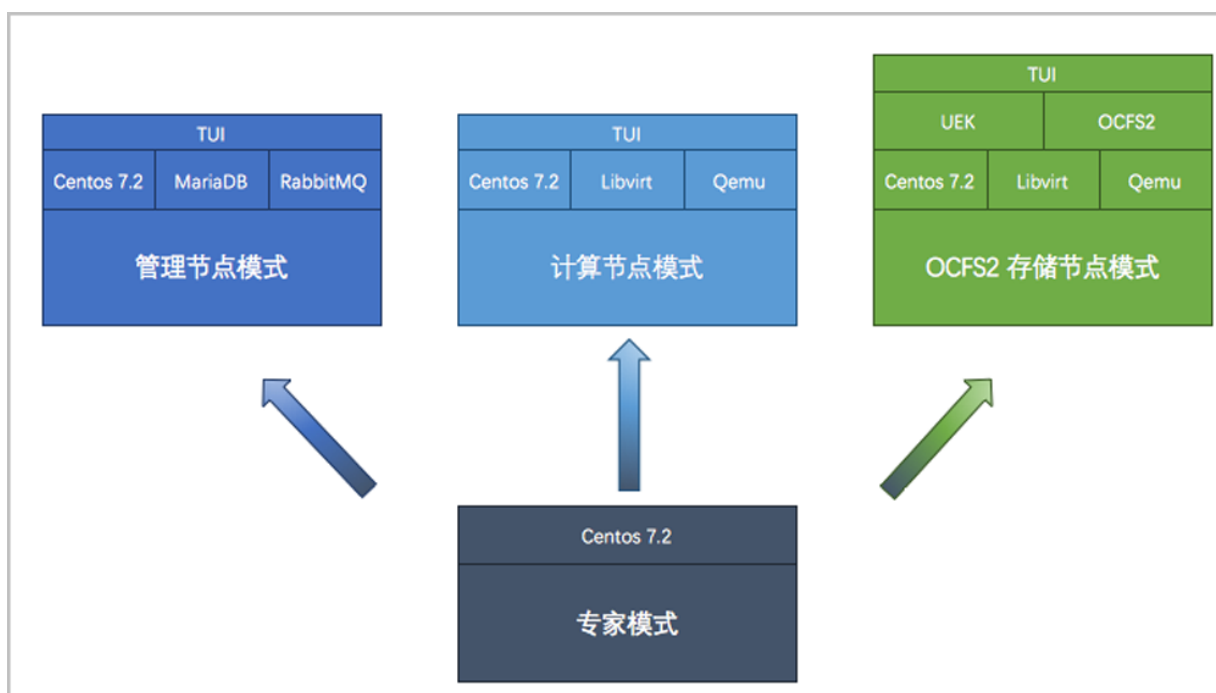 TUI
Centos 7.2 MariaDB RabbitMQ
管理节点模式
TUI
Centos 7.2 Libvirt Qemu
计算节点模式
TUI
UEK OCFS2
Centos 7.2 Libvirt Qemu
OCFS2 存储节点模式
Centos 7.2
专家模式